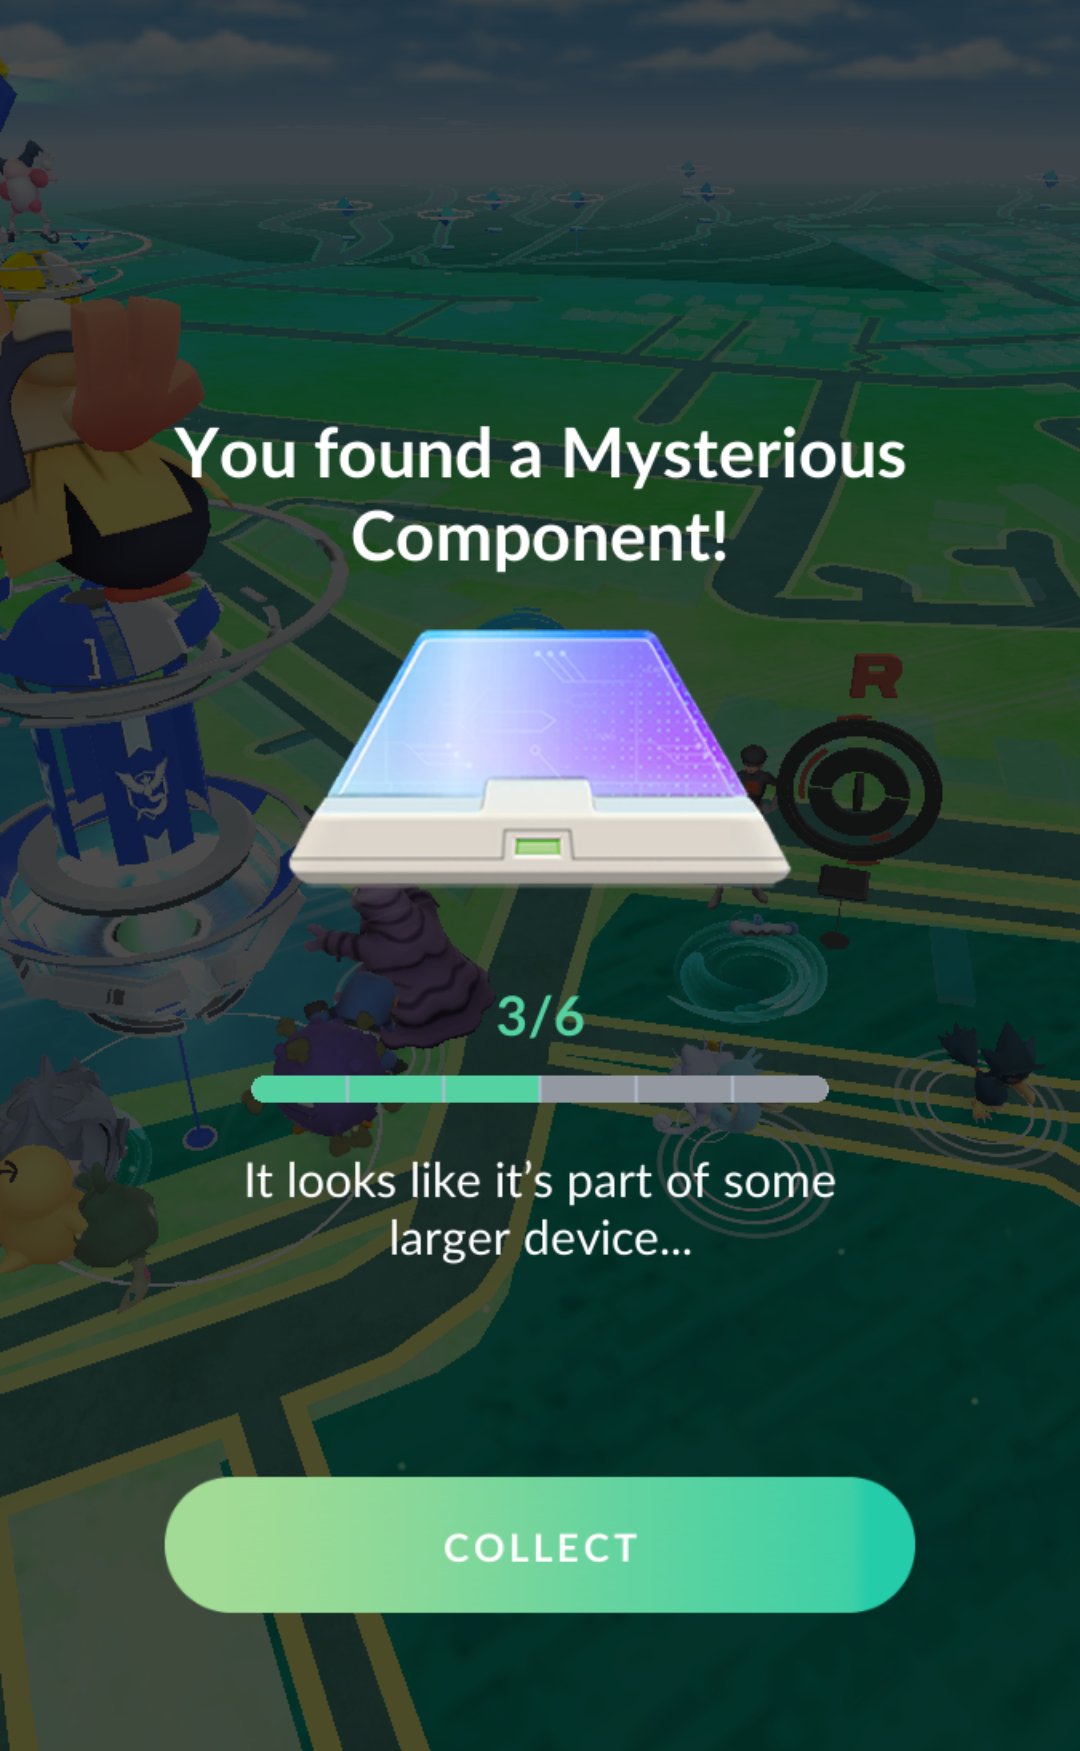 You found a Mysterious
Component!
R
3/6
It looks like it's part of some
larger device...
COLLECT